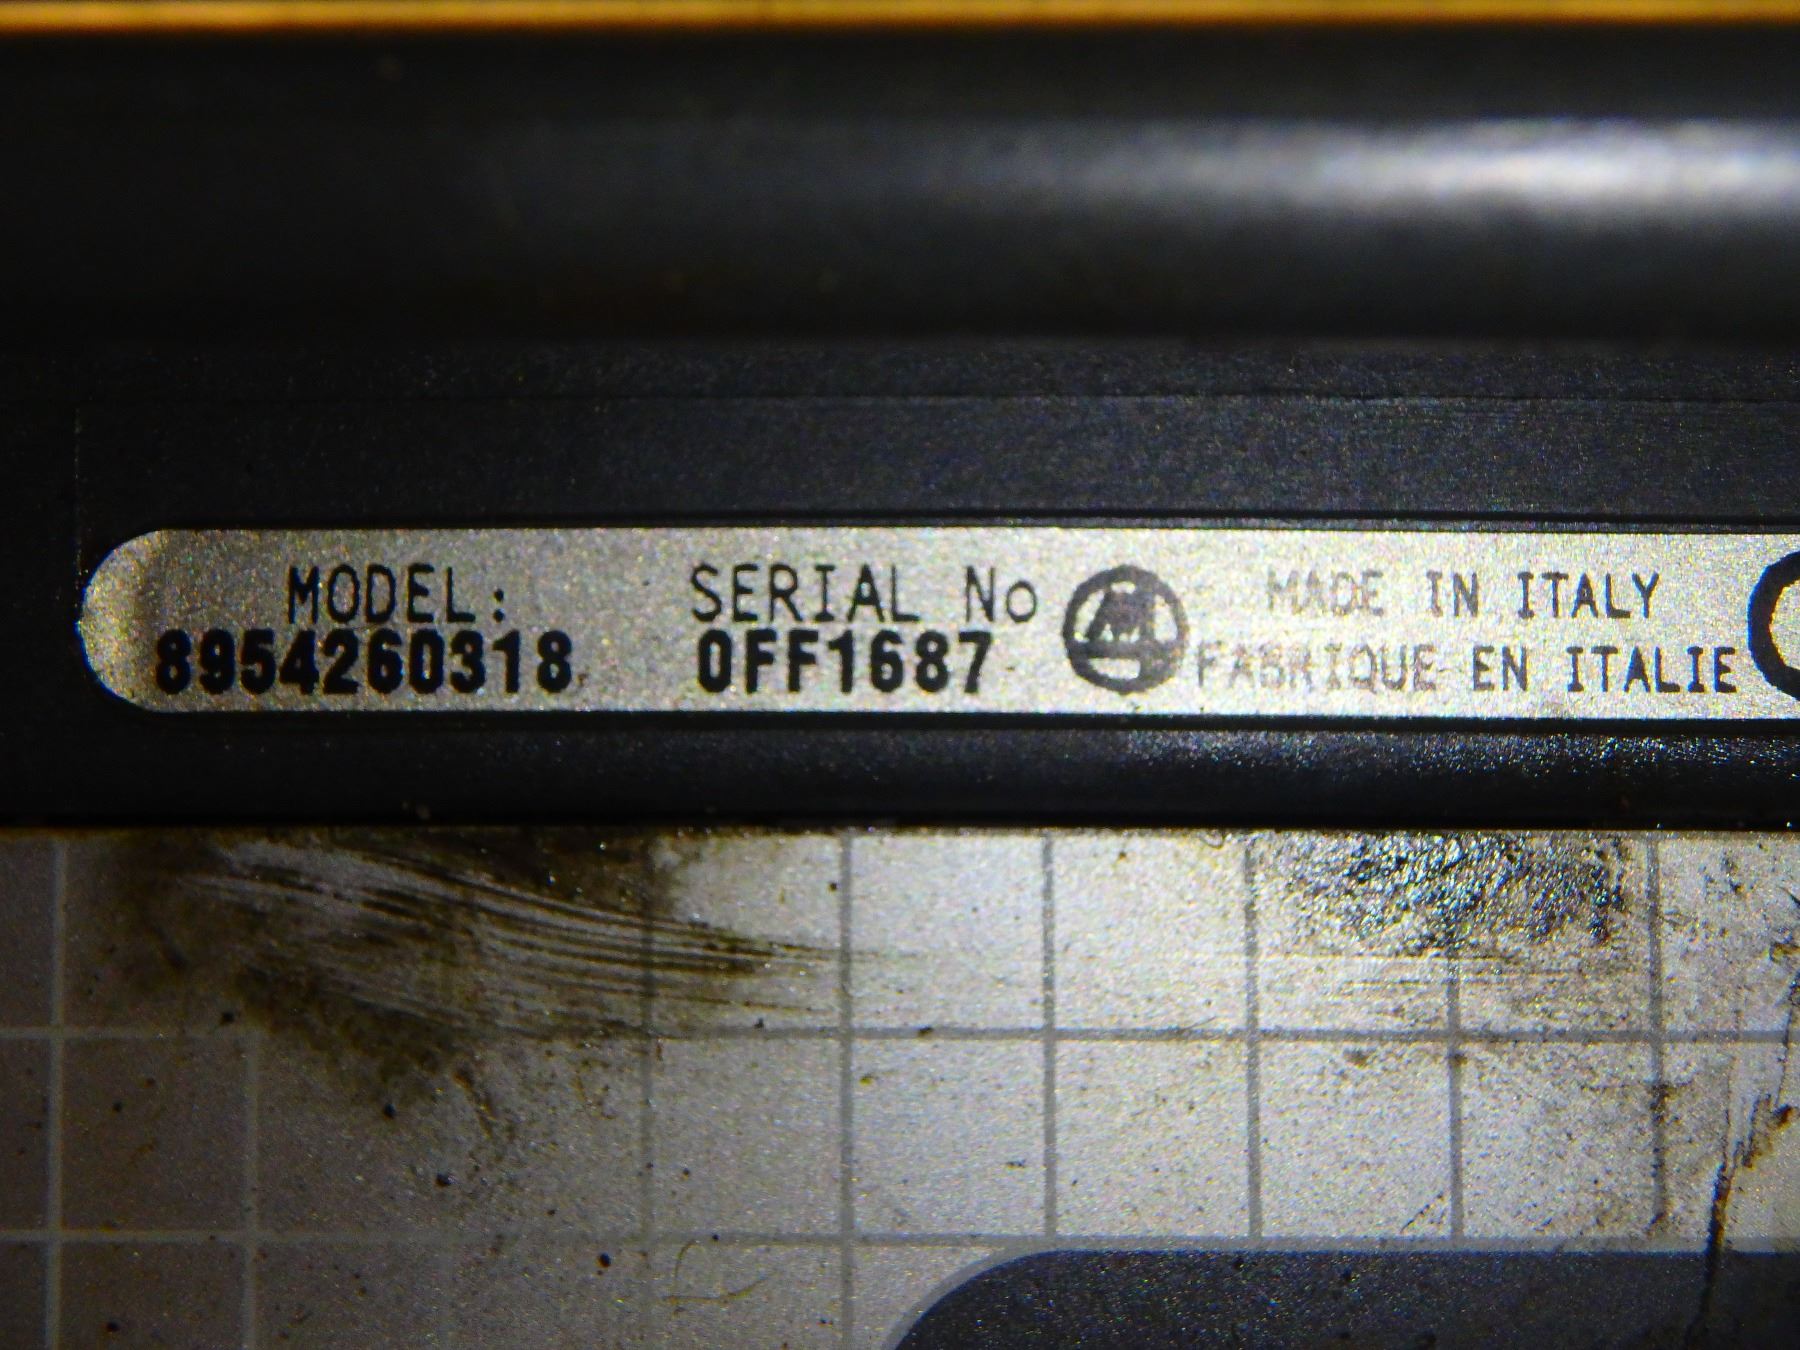 MODEL:
8954260318
SERIAL No
0FF1687
MADE IN ITALY
FABRIQUE EN ITALIE